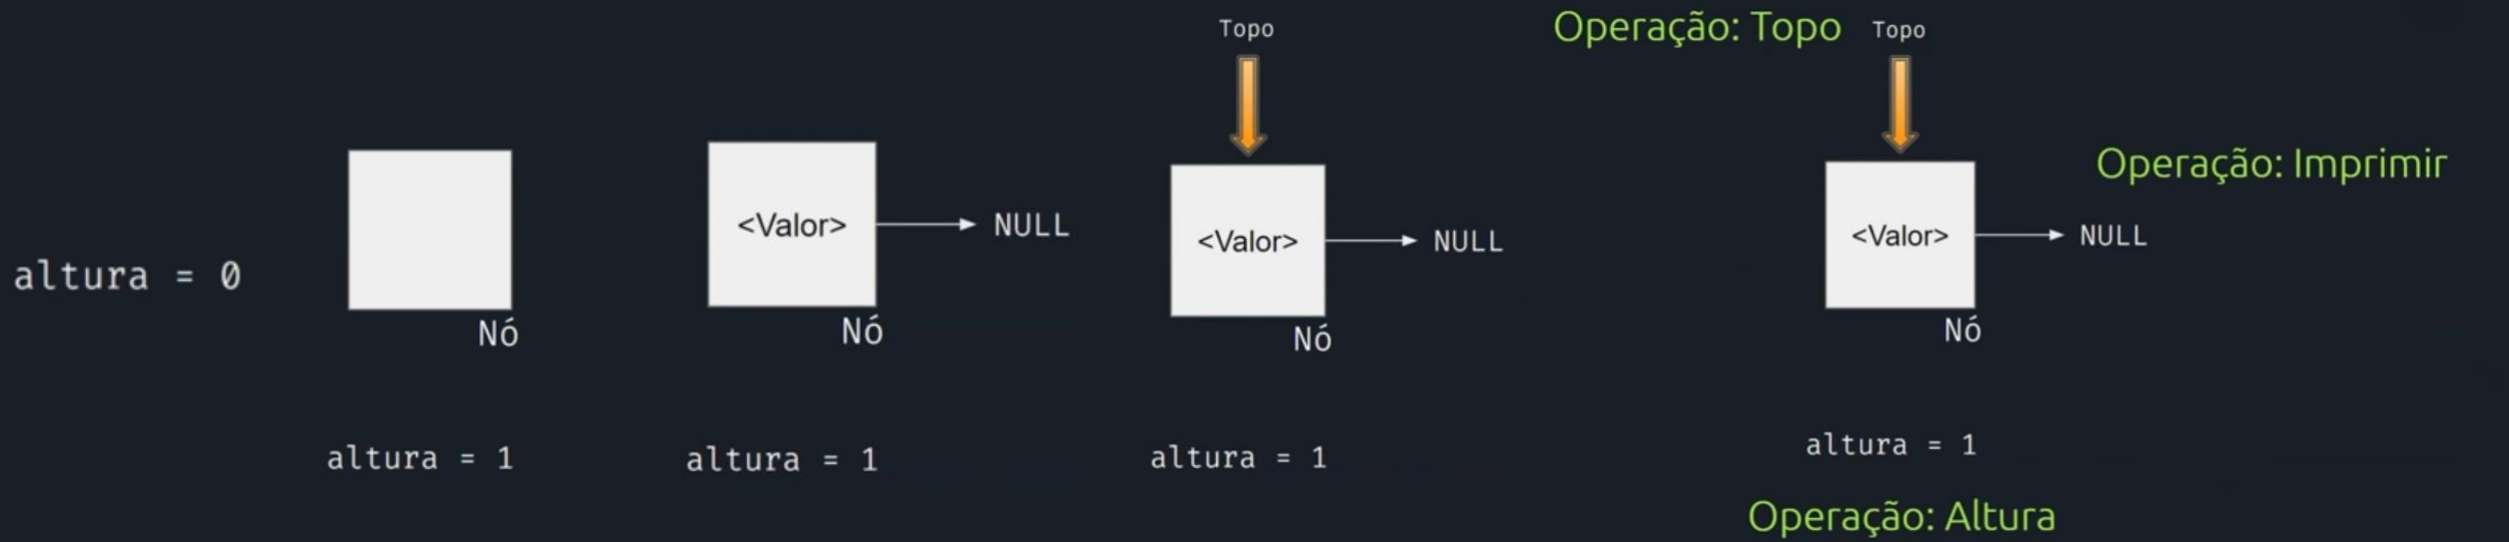 altura = 0
Nó
altura = 1
<Valor>
NULL
Nó
altura = 1
Topo
<Valor>
NULL
Nó
altura = 1
Operação: Topo
Topo
Operação: Imprimir
<Valor>
NULL
Nó
altura = 1
Operação: Altura